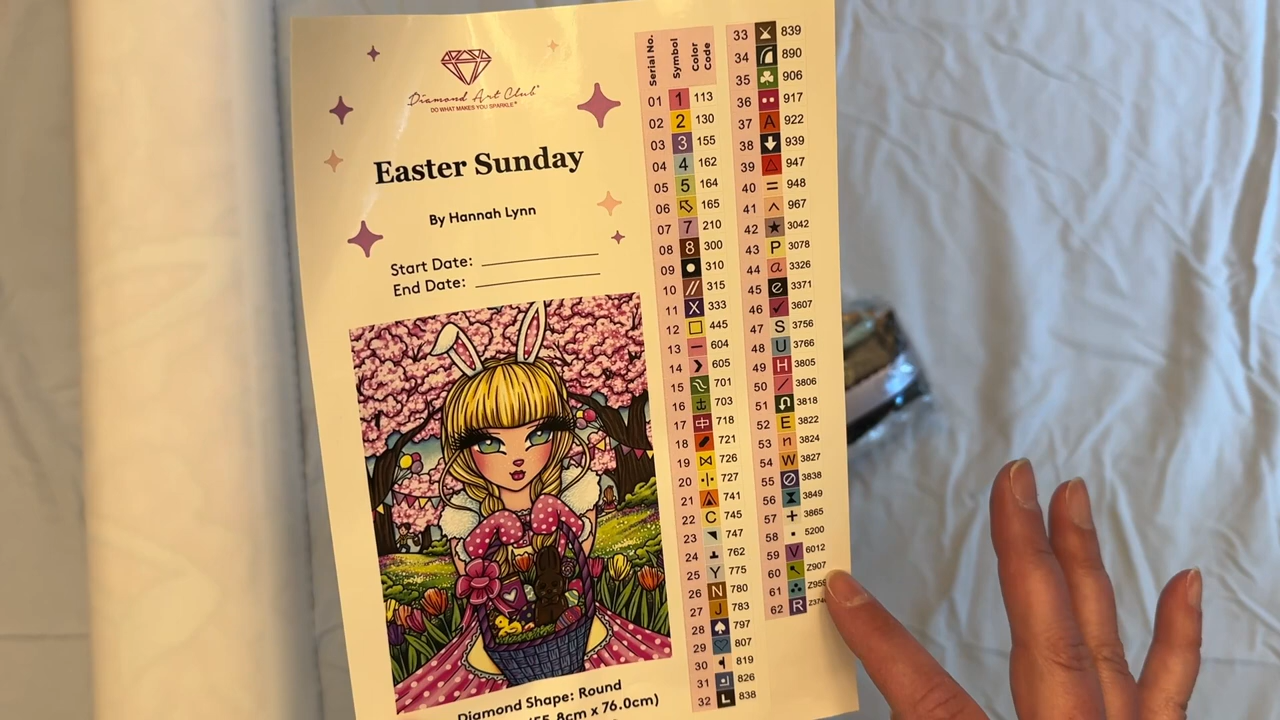 Diamond Art Club
DO WHAT MAKES YOU SPARKLE
Easter Sunday
By Hannah Lynn
Start Date:
End Date:
Diamond Shape: Round
8cm x 76.0cm)
Serial No. Symbol Color Code
01 1 113
02 2 130
03 3 155
04 4 162
05 5 164
06 165
07 7 210
08 8 300
09 310
10 // 315
11 X 333
12 445
13 604
14 605
15 701
16 703
17 中 718
18 721
19 726
20 727
21 741
22 C 745
23 747
24 762
25 Y 775
26 N 780
27 J 783
28 797
29 807
30 819
31 826
32 L 838
33 839
34 890
35 906
36 917
37 A 922
38 939
39 947
40 = 948
41 ^ 967
42 3042
43 P 3078
44 a 3326
45 e 3371
46 3607
47 S 3756
48 U 3766
49 H 3805
50 / 3806
51 3818
52 E 3822
53 n 3824
54 W 3827
55 3838
56 3849
57 + 3865
58 5200
59 V 6012
60 Z907
61
62 R